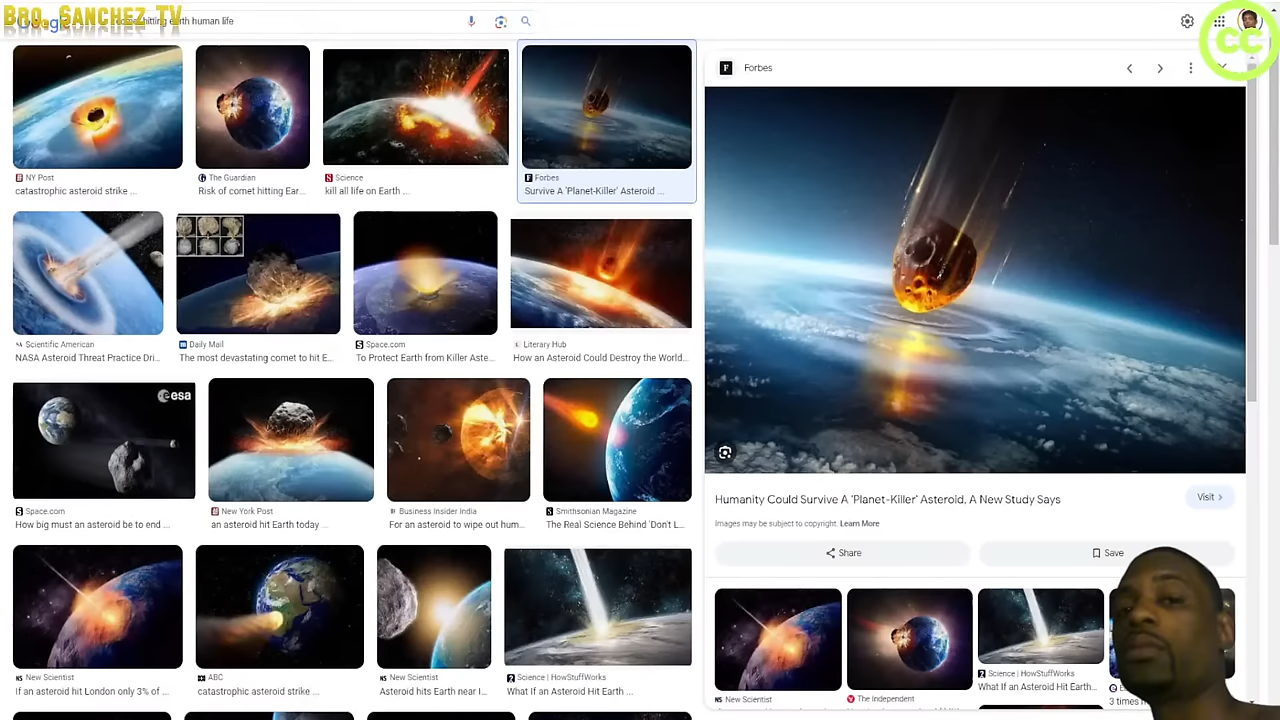 Bro. Sanchez TV
comet hitting earth human life
CC
Forbes
NY Post
catastrophic asteroid strike ...
The Guardian
Risk of comet hitting Ear...
Science
kill all life on Earth ...
Forbes
Survive A 'Planet-Killer' Asteroid ...
Scientific American
NASA Asteroid Threat Practice Dri...
Daily Mail
The most devastating comet to hit E...
Space.com
To Protect Earth from Killer Aste...
Literary Hub
How an Asteroid Could Destroy the World...
esa
Space.com
How big must an asteroid be to end ...
New York Post
an asteroid hit Earth today ...
Business Insider India
For an asteroid to wipe out hum...
Smithsonian Magazine
The Real Science Behind 'Don't L...
Humanity Could Survive A 'Planet-Killer' Asteroid, A New Study Says
Visit
Images may be subject to copyright. Learn More
Share
Save
New Scientist
If an asteroid hit London only 3% of ...
ABC
catastrophic asteroid strike ...
New Scientist
Asteroid hits Earth near I...
Science | HowStuffWorks
What If an Asteroid Hit Earth ...
New Scientist
The Independent
Science | HowStuffWorks
What If an Asteroid Hit Earth...
3 times